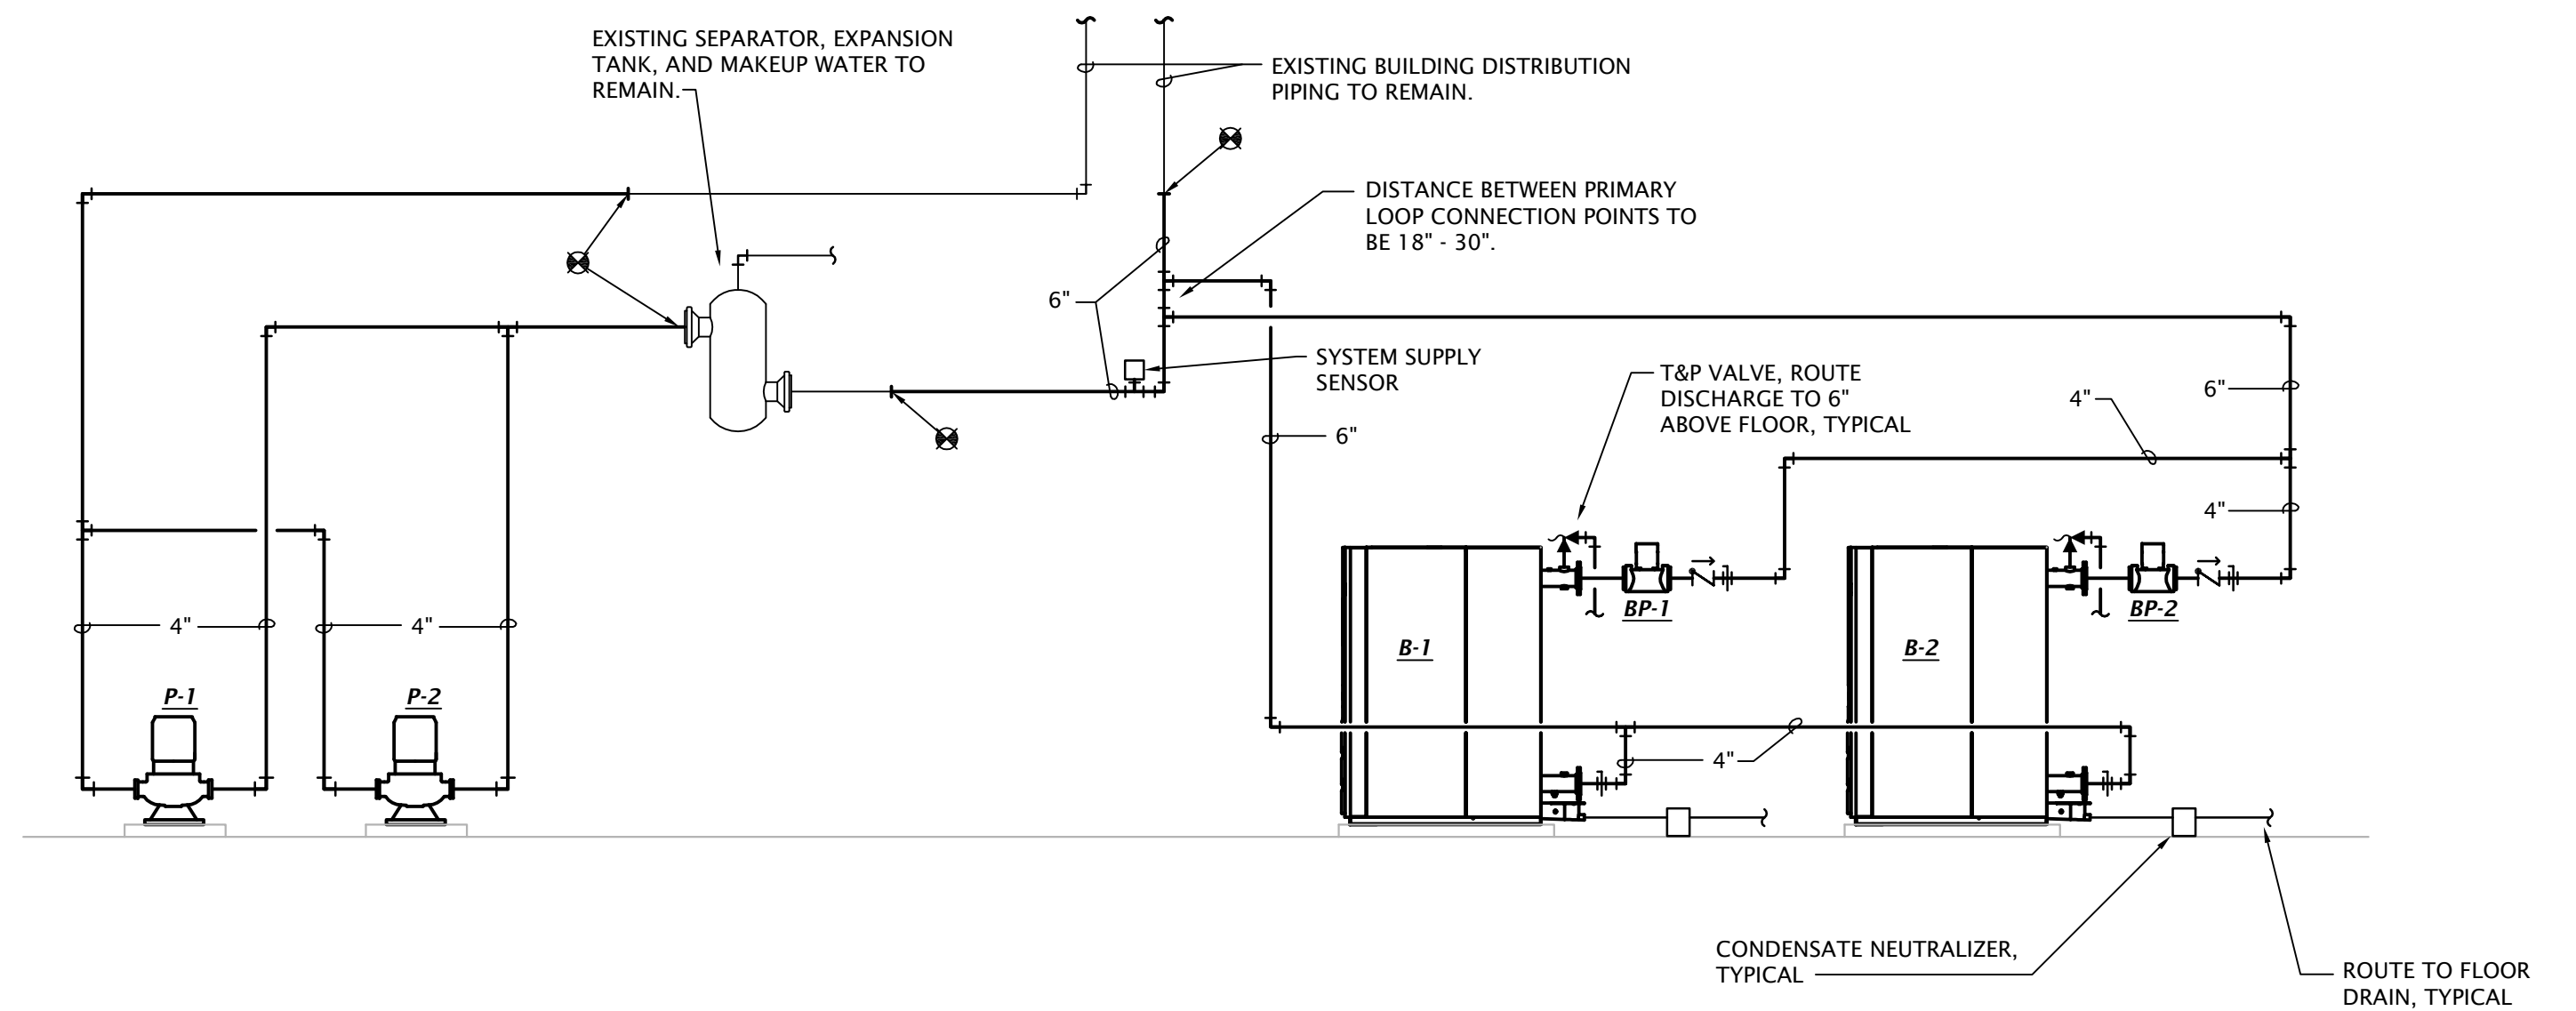 EXISTING SEPARATOR, EXPANSION
TANK, AND MAKEUP WATER TO
REMAIN.
EXISTING BUILDING DISTRIBUTION
PIPING TO REMAIN.
DISTANCE BETWEEN PRIMARY
LOOP CONNECTION POINTS TO
BE 18" - 30".
6"
SYSTEM SUPPLY
SENSOR
T&P VALVE, ROUTE
DISCHARGE TO 6"
ABOVE FLOOR, TYPICAL
6"
4"
6"
4"
BP-1
BP-2
4"
4"
B-1
B-2
P-1
P-2
4"
CONDENSATE NEUTRALIZER,
TYPICAL
ROUTE TO FLOOR
DRAIN, TYPICAL